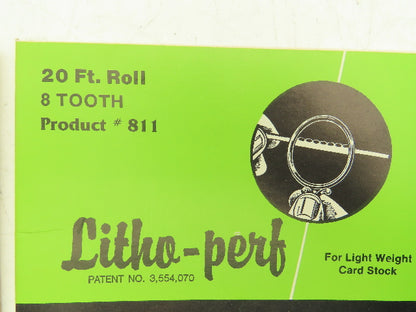 20 Ft. Roll
8 TOOTH
Product # 811
Litho-perf
PATENT NO. 3,554,070
For Light Weight
Card Stock